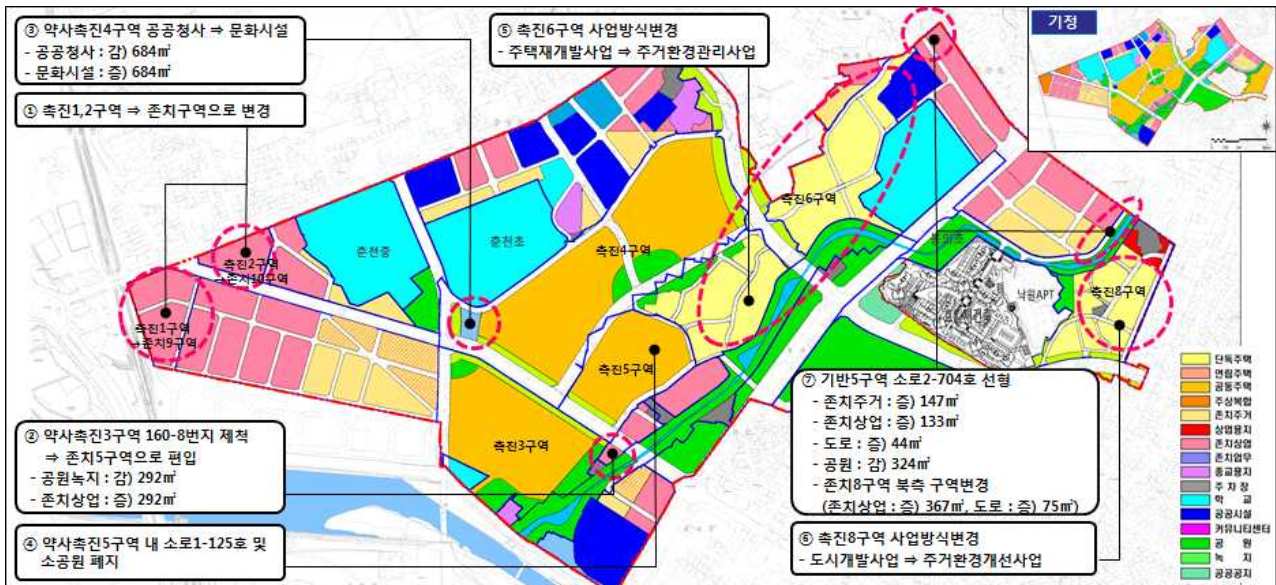 ③ 약사촉진4구역 공공청사 ⇒ 문화시설
- 공공청사 : 감) 684㎡
- 문화시설 : 증) 684㎡
① 촉진1,2구역 ⇒ 존치구역으로 변경
⑤ 촉진6구역 사업방식변경
- 주택재개발사업 ⇒ 주거환경관리사업
기정
촉진6구역
춘천중
춘천초
촉진4구역
촉진2구역
→존치10구역
촉진1구역
→존치9구역
낙원APT
촉진8구역
촉진5구역
촉진3구역
② 약사촉진3구역 160-8번지 제척
⇒ 존치5구역으로 편입
- 공원녹지 : 감) 292㎡
- 존치상업 : 증) 292㎡
④ 약사촉진5구역 내 소로1-125호 및
소공원 폐지
⑦ 기반5구역 소로2-704호 선형
- 존치주거 : 증) 147㎡
- 존치상업 : 증) 133㎡
- 도로 : 증) 44㎡
- 공원 : 감) 324㎡
- 존치8구역 북측 구역변경
(존치상업 : 증) 367㎡, 도로 : 증) 75㎡)
⑥ 촉진8구역 사업방식변경
- 도시개발사업 ⇒ 주거환경개선사업
단독주택
연립주택
공동주택
주상복합
존치주거
상업용지
존치상업
존치업무
종교용지
주 차 장
학 교
공공시설
커뮤니티센터
공 원
녹 지
공공공지